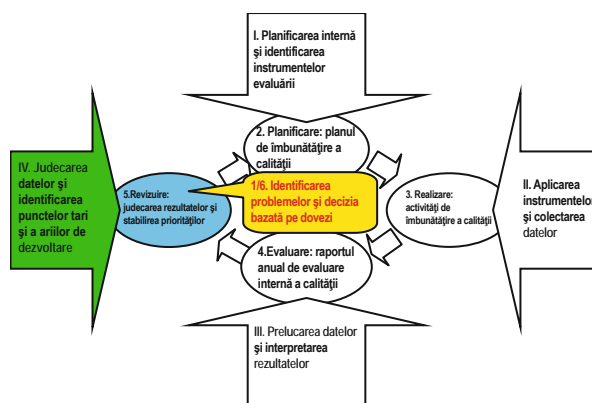 I. Planificarea internă
şi identificarea
instrumentelor
evaluării
2. Planificare: planul
de îmbunătăţire a
calităţii
IV. Judecarea
datelor şi
identificarea
punctelor tari
şi a ariilor de
dezvoltare
5.Revizuire:
judecarea rezultatelor şi
stabilirea priorităţilor
1/6. Identificarea
problemelor şi decizia
bazată pe dovezi
3. Realizare:
activităţi de
îmbunătăţire a calităţii
II. Aplicarea
instrumentelor
şi colectarea
datelor
4.Evaluare: raportul
anual de evaluare
internă a calităţii
III. Prelucarea datelor
şi interpretarea
rezultatelor